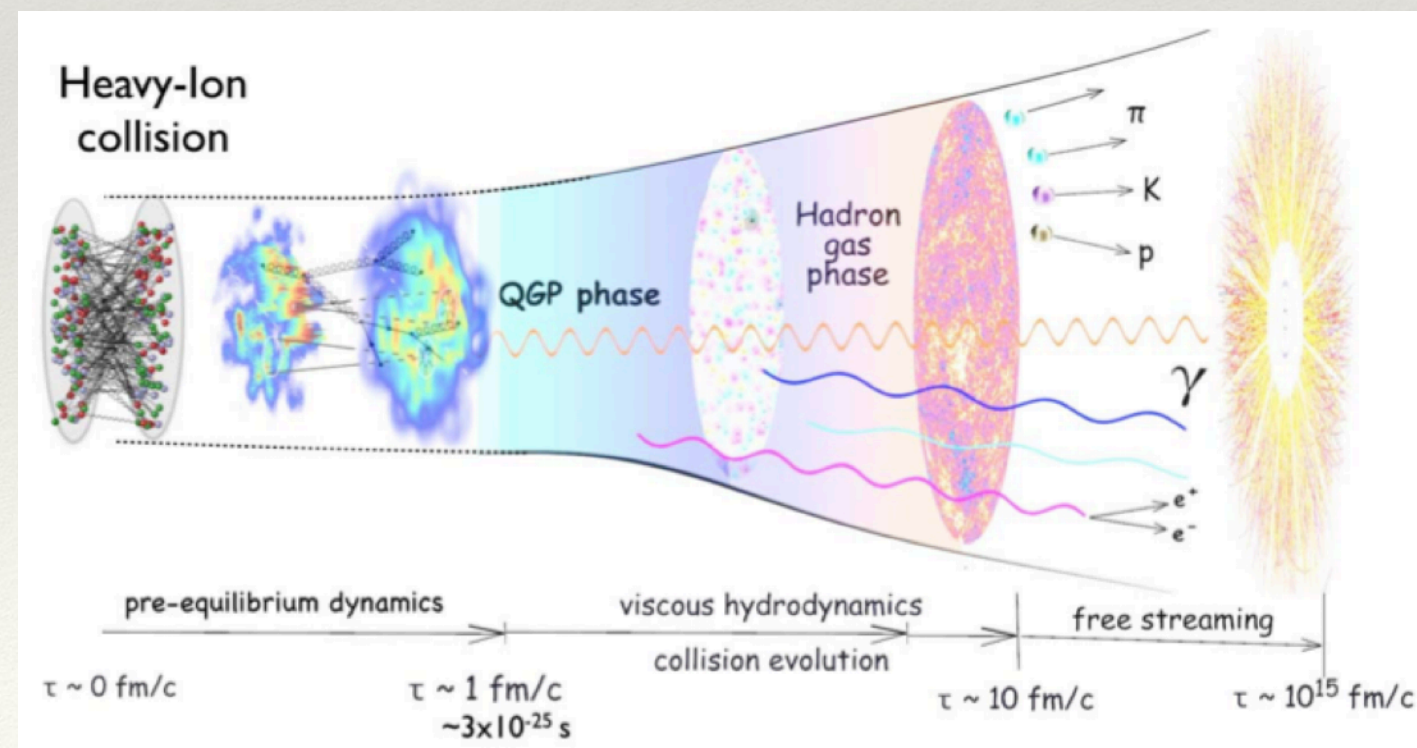 Heavy-Ion
collision
QGP phase
Hadron
gas
phase
π
K
p
γ
e⁺
e⁻
pre-equilibrium dynamics
viscous hydrodynamics
free streaming
collision evolution
τ ~ 0 fm/c
τ ~ 1 fm/c
~3x10⁻²⁵ s
τ ~ 10 fm/c
τ ~ 10¹⁵ fm/c